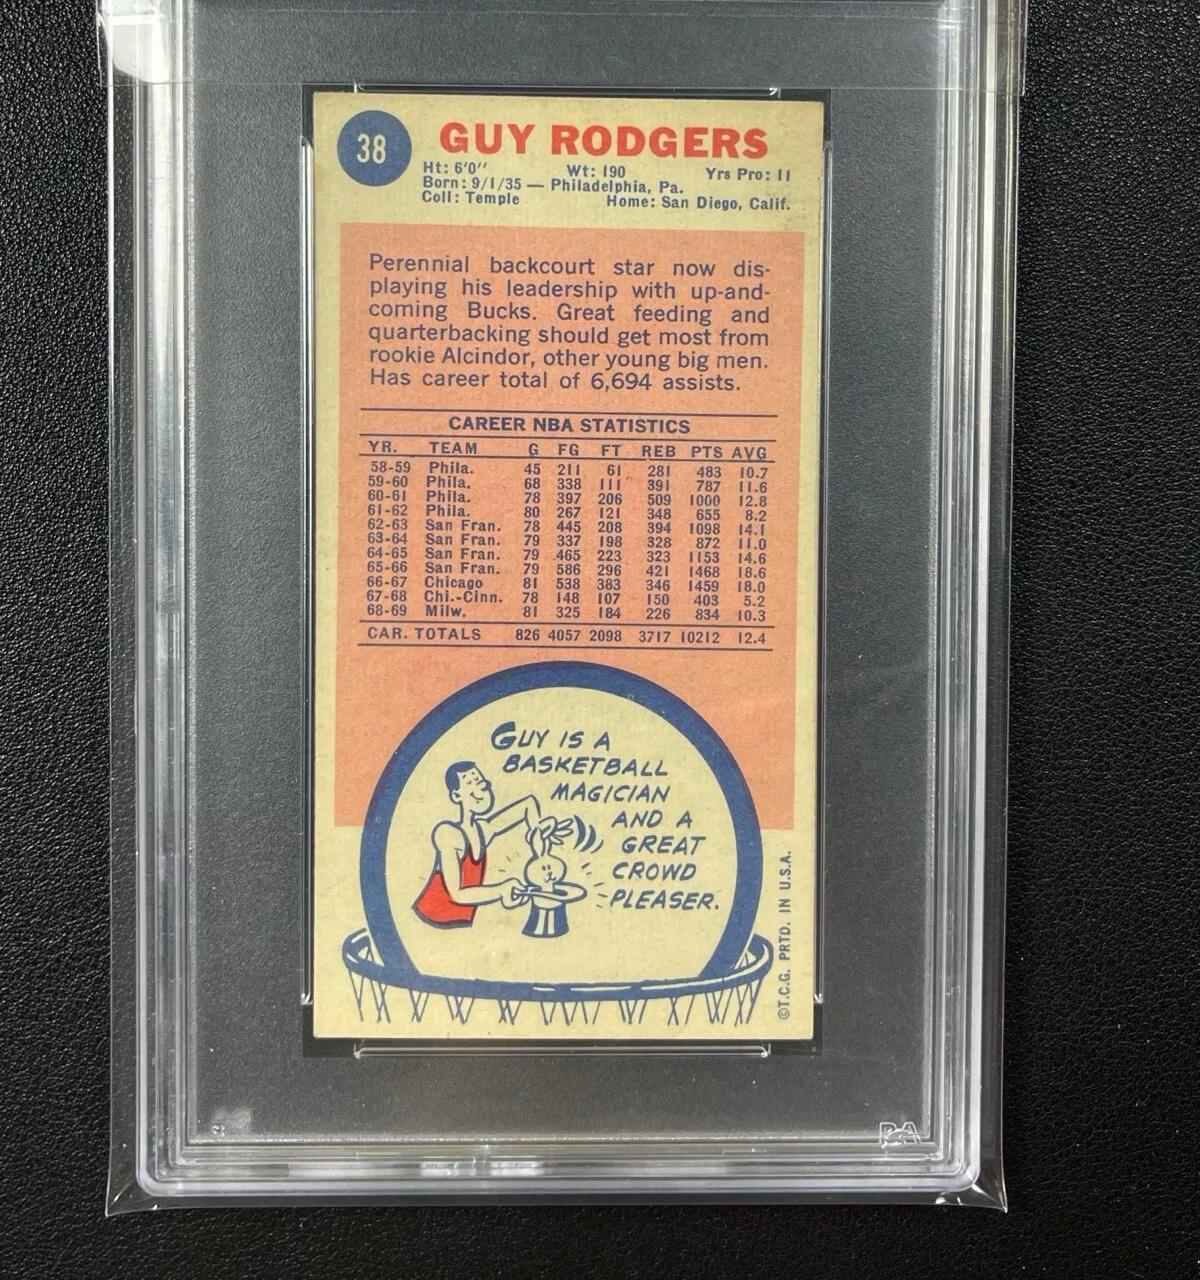 38
GUY RODGERS
Ht: 6'0" Wt: 190 Yrs Pro: 11
Born: 9/1/35 — Philadelphia, Pa.
Coll: Temple Home: San Diego, Calif.
Perennial backcourt star now dis-
playing his leadership with up-and-
coming Bucks. Great feeding and
quarterbacking should get most from
rookie Alcindor, other young big men.
Has career total of 6,694 assists.
CAREER NBA STATISTICS
YR. TEAM G FG FT REB PTS AVG
58-59 Phila. 45 211 61 281 483 10.7
59-60 Phila. 68 338 111 391 787 11.6
60-61 Phila. 78 397 206 509 1000 12.8
61-62 Phila. 80 267 121 348 655 8.2
62-63 San Fran. 78 445 208 394 1098 14.1
63-64 San Fran. 79 337 198 328 872 11.0
64-65 San Fran. 79 465 223 323 1153 14.6
65-66 San Fran. 79 586 296 421 1468 18.6
66-67 Chicago 81 538 383 346 1459 18.0
67-68 Chi.-Cinn. 78 148 107 150 403 5.2
68-69 Milw. 81 325 184 226 834 10.3
CAR. TOTALS 826 4057 2098 3717 10212 12.4
GUY IS A
BASKETBALL
MAGICIAN
AND A
GREAT
CROWD
PLEASER.
©T.C.G. PRTD. IN U.S.A.
PSA